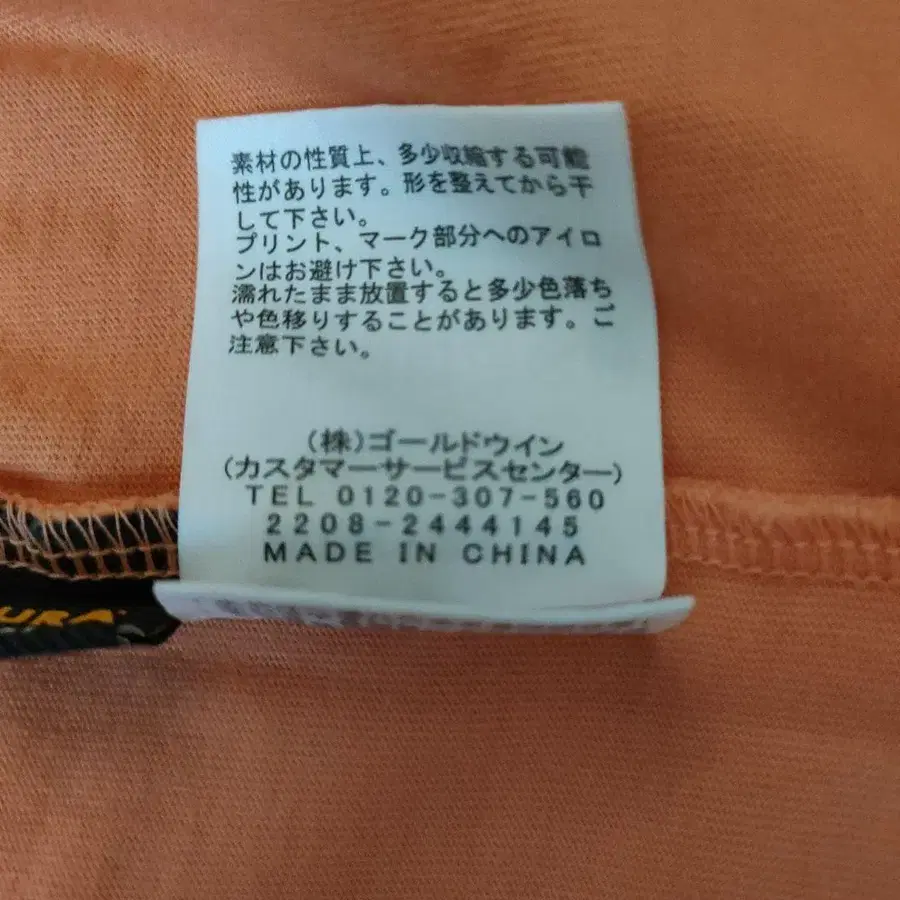 素材の性質上、多少収縮する可能
性があります。形を整えてから干
して下さい。
プリント、マーク部分へのアイロ
ンはお避け下さい。
濡れたまま放置すると多少色落ち
や色移りすることがあります。ご
注意下さい。
(株)ゴールドウイン
(カスタマーサービスセンター)
TEL 0120-307-560
2208-2444145
MADE IN CHINA
URA